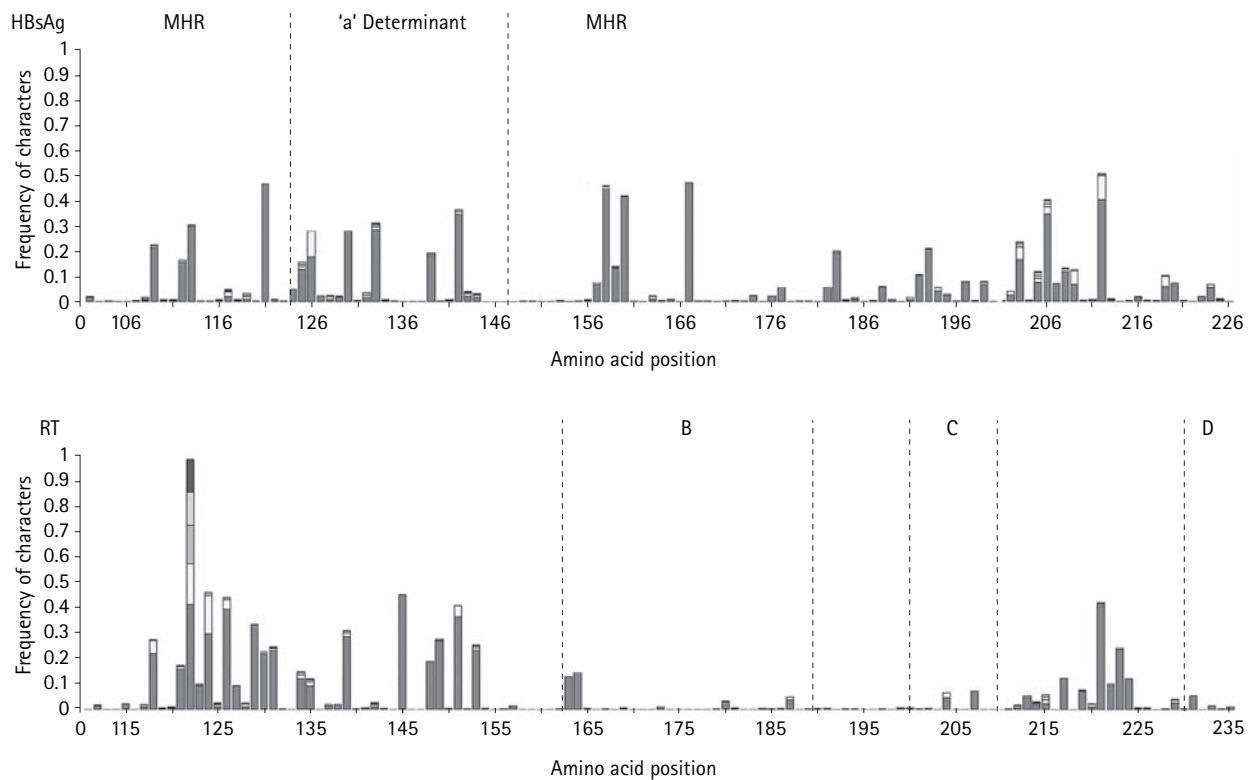 HBsAg MHR 'a' Determinant MHR
1
0.9
0.8
0.7
0.6
0.5
0.4
0.3
0.2
0.1
0
Frequency of characters
0 106 116 126 136 146 156 166 176 186 196 206 216 226
Amino acid position
RT B C D
1
0.9
0.8
0.7
0.6
0.5
0.4
0.3
0.2
0.1
0
Frequency of characters
0 115 125 135 145 155 165 175 185 195 205 215 225 235
Amino acid position